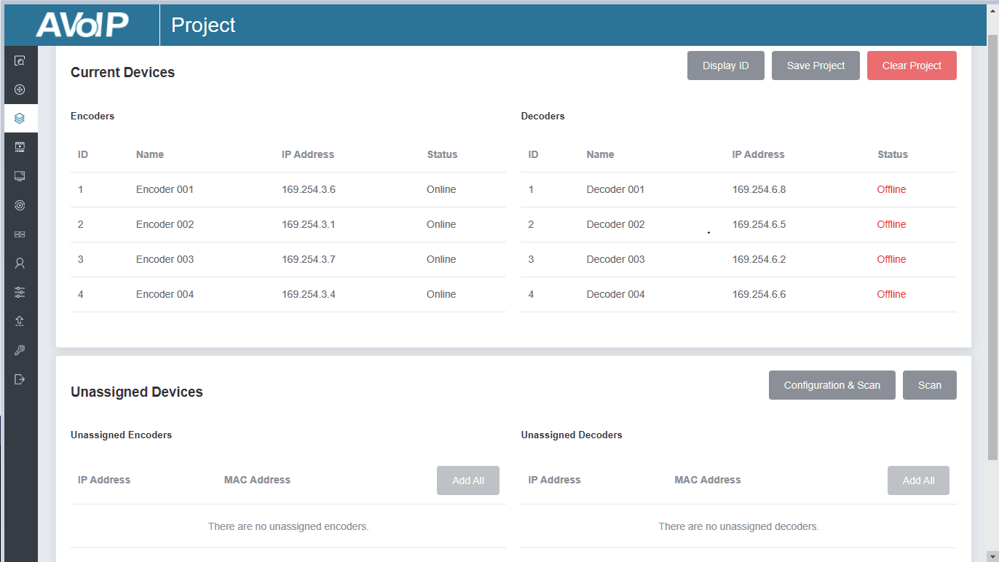 AVoIP
Project
Current Devices
Display ID
Save Project
Clear Project
Encoders
ID Name IP Address Status
1 Encoder 001 169.254.3.6 Online
2 Encoder 002 169.254.3.1 Online
3 Encoder 003 169.254.3.7 Online
4 Encoder 004 169.254.3.4 Online
Decoders
ID Name IP Address Status
1 Decoder 001 169.254.6.8 Offline
2 Decoder 002 169.254.6.5 Offline
3 Decoder 003 169.254.6.2 Offline
4 Decoder 004 169.254.6.6 Offline
Unassigned Devices
Configuration & Scan
Scan
Unassigned Encoders
IP Address MAC Address Add All
There are no unassigned encoders.
Unassigned Decoders
IP Address MAC Address Add All
There are no unassigned decoders.